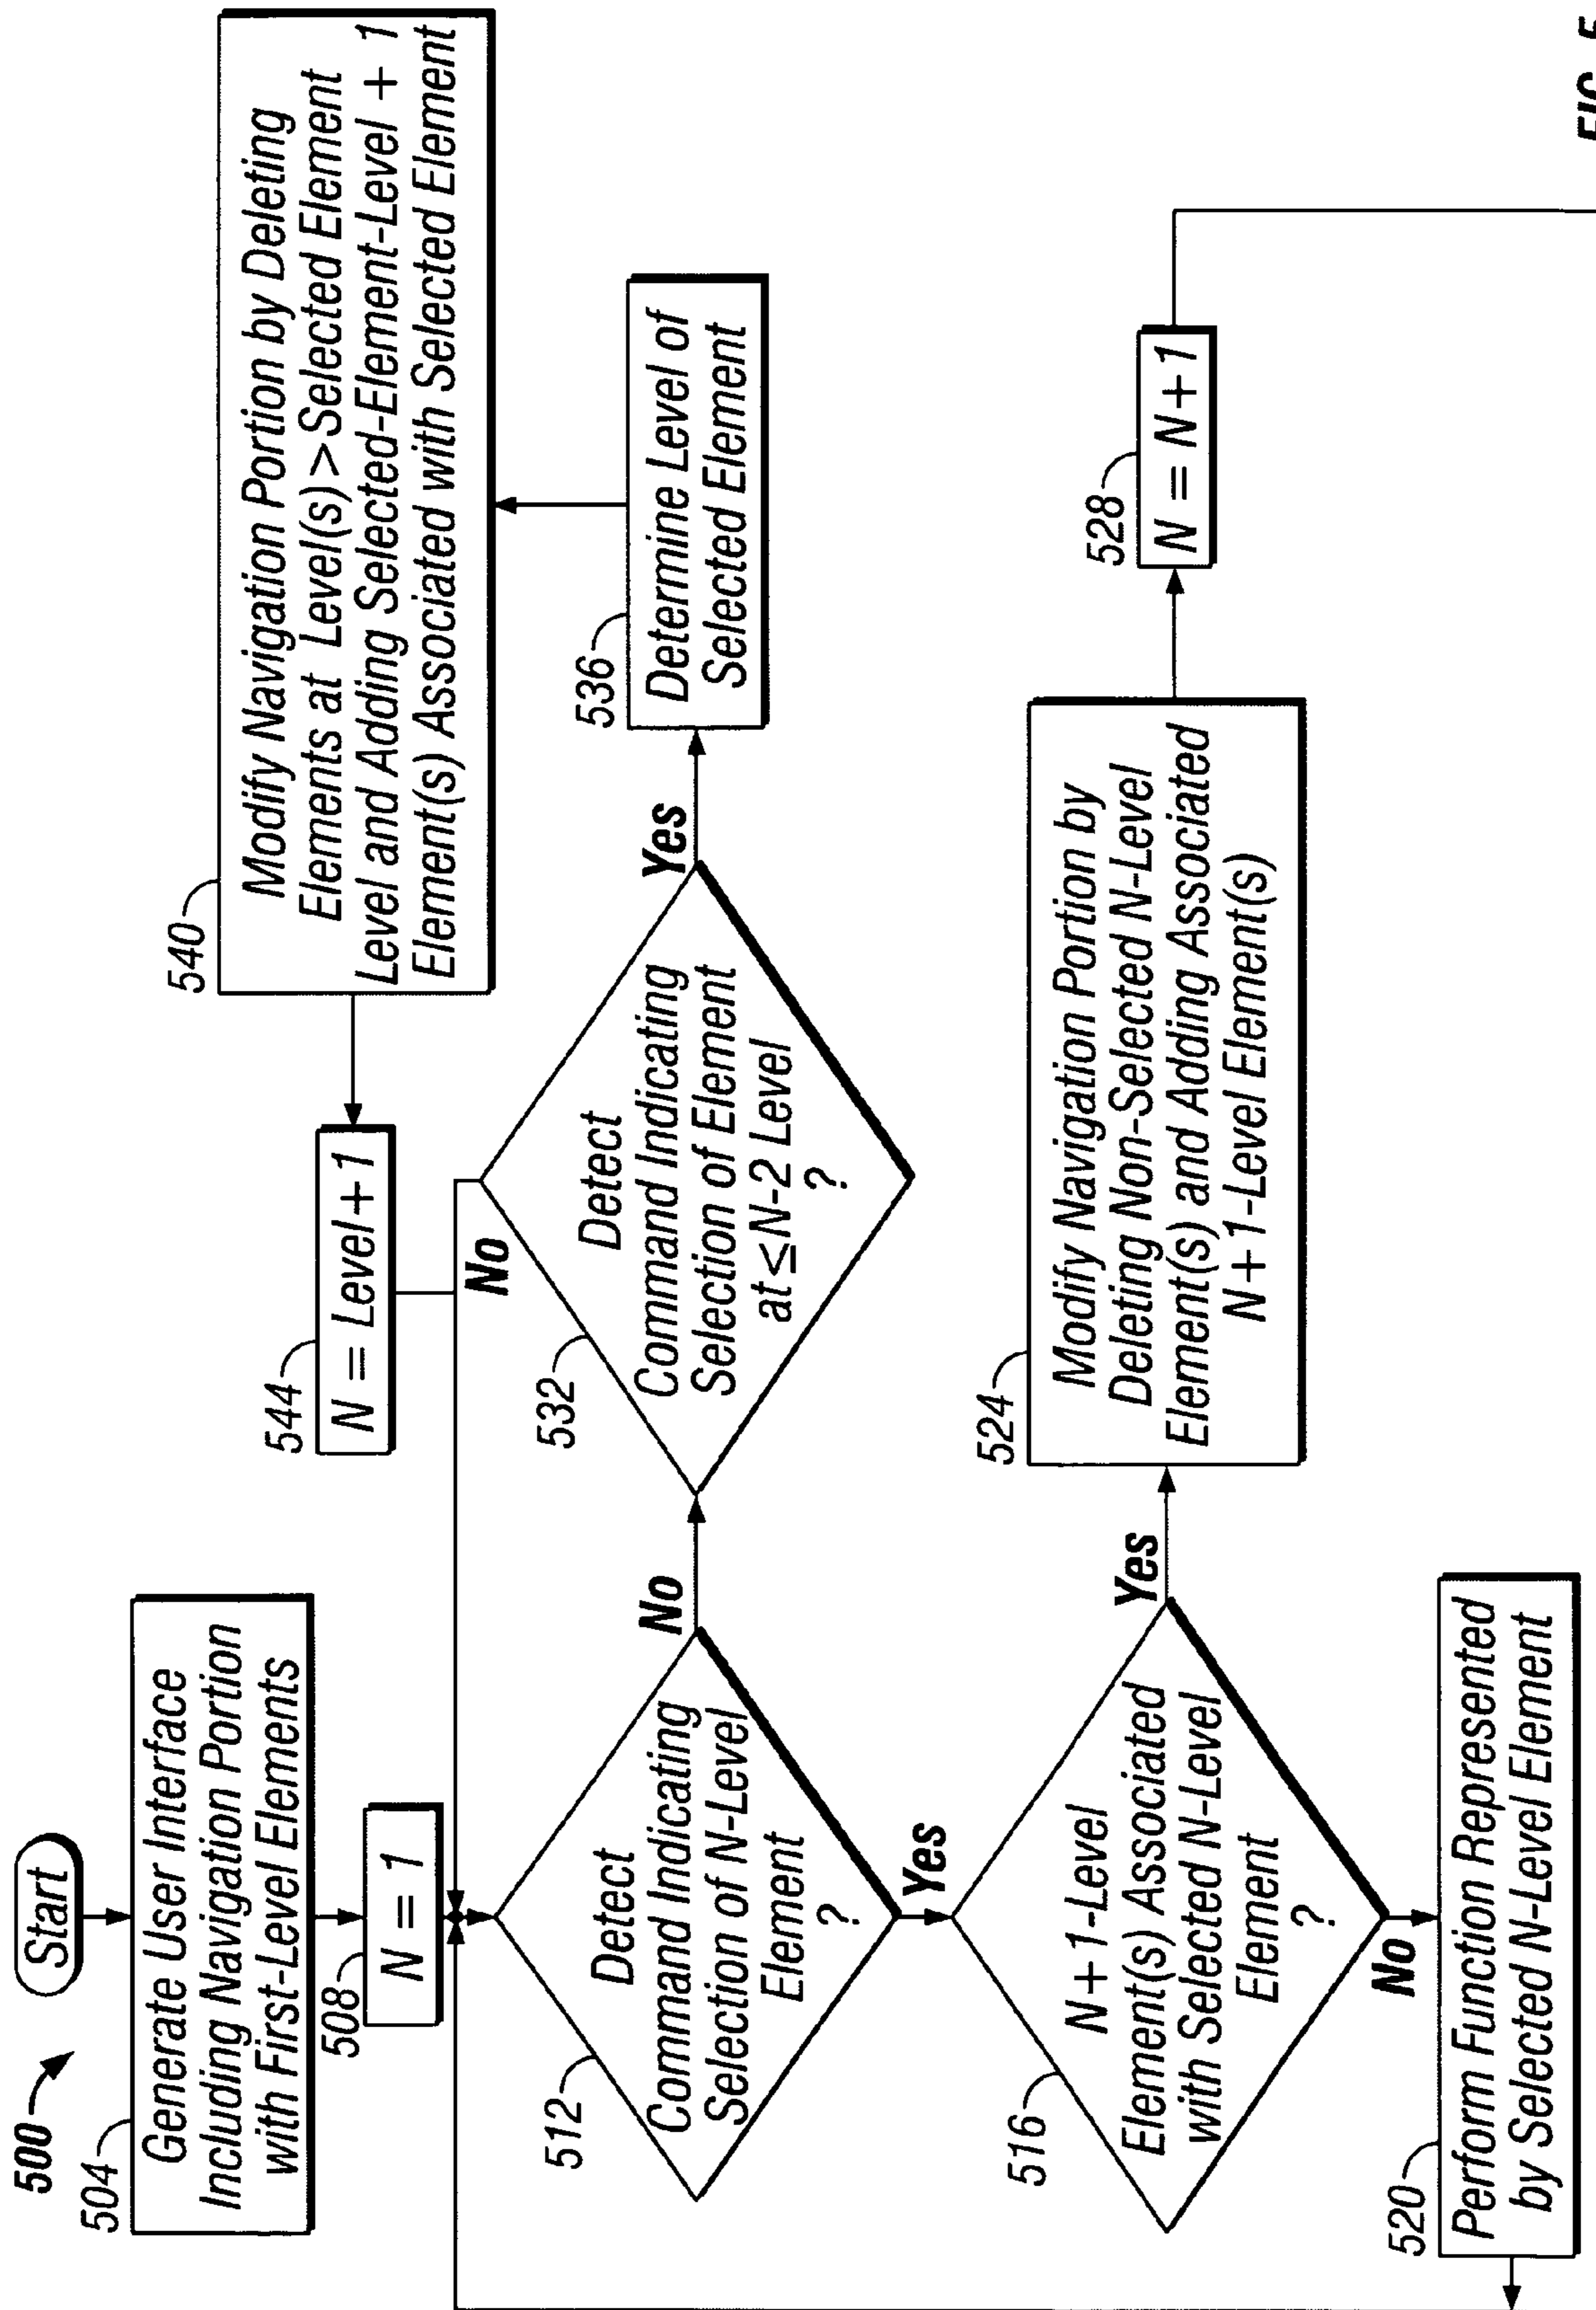 500
Start
504
Generate User Interface
Including Navigation Portion
with First-Level Elements
508
N = 1
512
Detect
Command Indicating
Selection of N-Level
Element
?
No
Yes
516
N+1-Level
Element(s) Associated
with Selected N-Level
Element
?
Yes
No
520
Perform Function Represented
by Selected N-Level Element
524
Modify Navigation Portion by
Deleting Non-Selected N-Level
Element(s) and Adding Associated
N+1-Level Element(s)
528
N = N+1
532
Detect
Command Indicating
Selection of Element
at ≤N-2 Level
?
No
Yes
536
Determine Level of
Selected Element
540
Modify Navigation Portion by Deleting
Elements at Level(s) >Selected Element
Level and Adding Selected-Element-Level + 1
Element(s) Associated with Selected Element
544
N = Level+1
FIG. 5